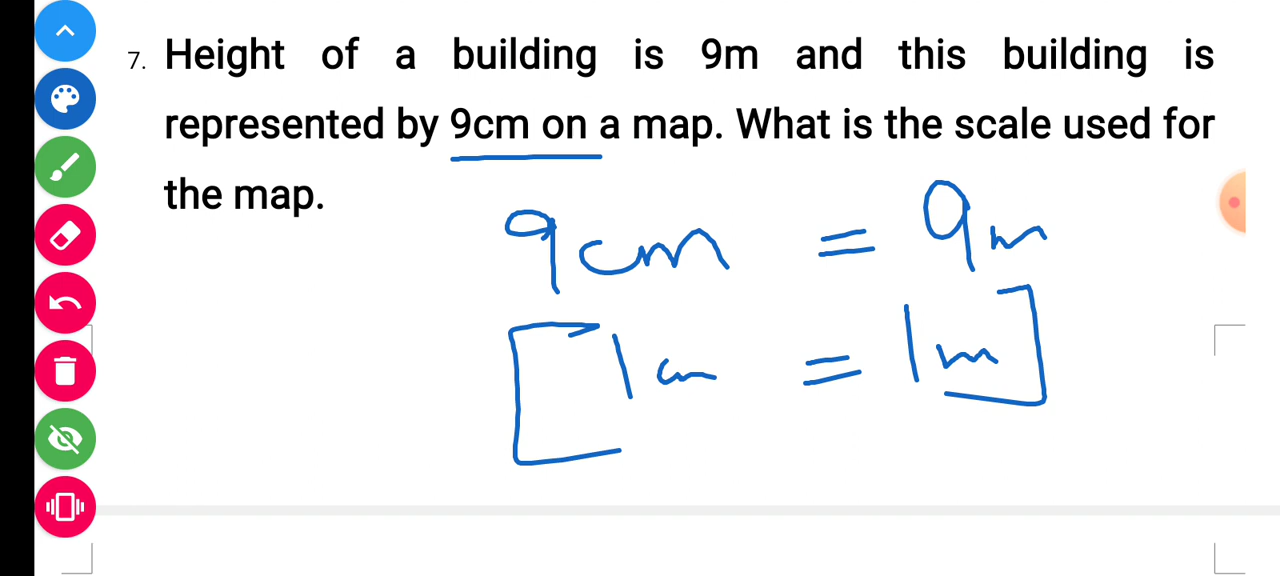 7. Height of a building is 9m and this building is
represented by 9cm on a map. What is the scale used for
the map.
9cm = 9m
1cm = 1m